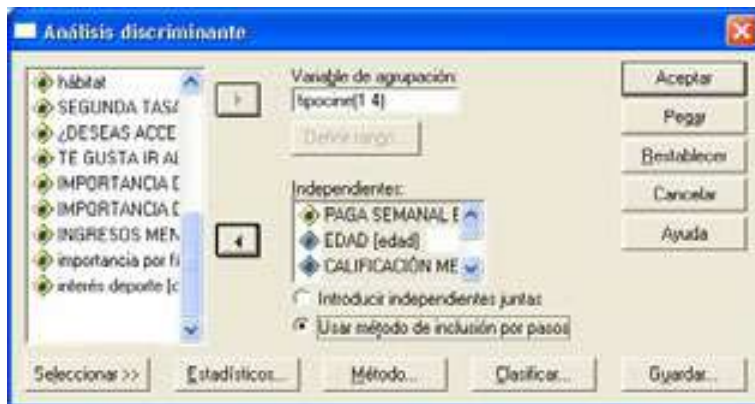 Análisis discriminante
hábitat
SEGUNDA TASA
¿DESEAS ACCE
TE GUSTA IR AL
IMPORTANCIA D
IMPORTANCIA D
INGRESOS MEN
importancia por fa
interés deporte [d
Variable de agrupación:
tipocine(1 4)
Definir rango...
Independientes:
PAGA SEMANAL E
EDAD [edad]
CALIFICACIÓN ME
Introducir independientes juntas
Usar método de inclusión por pasos
Aceptar
Pegar
Restablecer
Cancelar
Ayuda
Seleccionar >>
Estadísticos...
Método...
Clasificar...
Guardar...